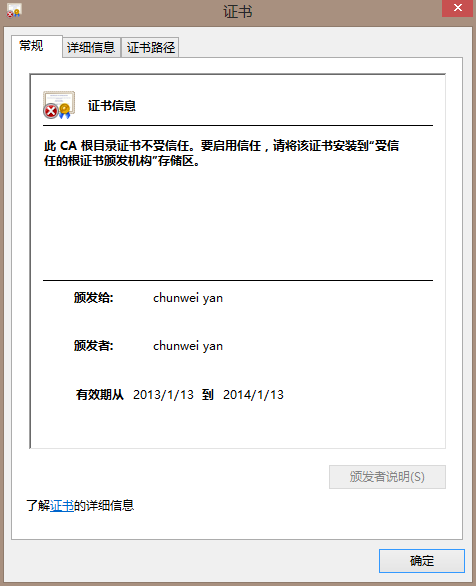 证书
常规 详细信息 证书路径
证书信息
此 CA 根目录证书不受信任。要启用信任，请将该证书安装到"受信
任的根证书颁发机构"存储区。
颁发给: chunwei yan
颁发者: chunwei yan
有效期从 2013/1/13 到 2014/1/13
颁发者说明(S)
了解证书的详细信息
确定